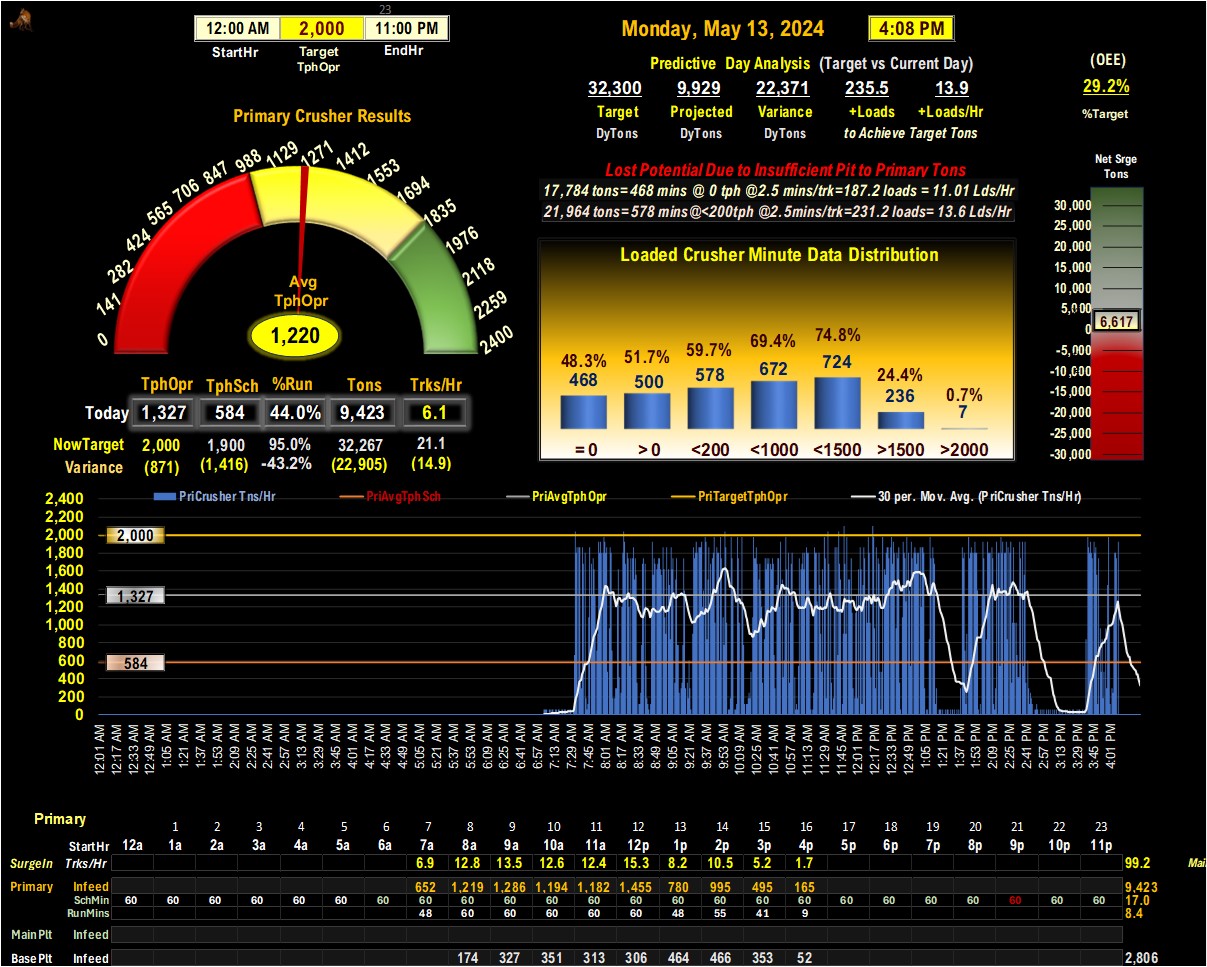 23
12:00 AM 2,000 11:00 PM
StartHr Target TphOpr EndHr
Monday, May 13, 2024 4:08 PM
Predictive Day Analysis (Target vs Current Day)
32,300 9,929 22,371 235.5 13.9
Target Projected Variance +Loads +Loads/Hr
DyTons DyTons DyTons to Achieve Target Tons
(OEE)
29.2%
%Target
Primary Crusher Results
0 141 282 424 565 706 847 988 1129 1271 1412 1553 1694 1835 1976 2118 2259 2400
Avg
TphOpr
1,220
Lost Potential Due to Insufficient Pit to Primary Tons
17,784 tons=468 mins @ 0 tph @2.5 mins/trk=187.2 loads = 11.01 Lds/Hr
21,964 tons=578 mins@<200tph @2.5mins/trk=231.2 loads= 13.6 Lds/Hr
Net Srge
Tons
30,000
25,000
20,000
15,000
10,000
5,000
0
6,617
-5,000
-10,000
-15,000
-20,000
-25,000
-30,000
Loaded Crusher Minute Data Distribution
48.3% 51.7% 59.7% 69.4% 74.8% 24.4% 0.7%
468 500 578 672 724 236 7
=0 >0 <200 <1000 <1500 >1500 >2000
TphOpr TphSch %Run Tons Trks/Hr
Today 1,327 584 44.0% 9,423 6.1
NowTarget 2,000 1,900 95.0% 32,267 21.1
Variance (871) (1,416) -43.2% (22,905) (14.9)
PriCrusher Tns/Hr PriAvgTphSch PriAvgTphOpr PriTargetTphOpr 30 per. Mov. Avg. (PriCrusher Tns/Hr)
2,400
2,200
2,000
1,800
1,600
1,400
1,200
1,000
800
600
400
200
0
2,000
1,327
584
12:01 AM 12:17 AM 12:33 AM 12:49 AM 1:05 AM 1:21 AM 1:37 AM 1:53 AM 2:09 AM 2:25 AM 2:41 AM 2:57 AM 3:13 AM 3:29 AM 3:45 AM 4:01 AM 4:17 AM 4:33 AM 4:49 AM 5:05 AM 5:21 AM 5:37 AM 5:53 AM 6:09 AM 6:25 AM 6:41 AM 6:57 AM 7:13 AM 7:29 AM 7:45 AM 8:01 AM 8:17 AM 8:33 AM 8:49 AM 9:05 AM 9:21 AM 9:37 AM 9:53 AM 10:09 AM 10:25 AM 10:41 AM 10:57 AM 11:13 AM 11:29 AM 11:45 AM 12:01 PM 12:17 PM 12:33 PM 12:49 PM 1:05 PM 1:21 PM 1:37 PM 1:53 PM 2:09 PM 2:25 PM 2:41 PM 2:57 PM 3:13 PM 3:29 PM 3:45 PM 4:01 PM
Primary
1 2 3 4 5 6 7 8 9 10 11 12 13 14 15 16 17 18 19 20 21 22 23
StartHr 12a 1a 2a 3a 4a 5a 6a 7a 8a 9a 10a 11a 12p 1p 2p 3p 4p 5p 6p 7p 8p 9p 10p 11p
SurgeIn Trks/Hr 6.9 12.8 13.5 12.6 12.4 15.3 8.2 10.5 5.2 1.7 99.2
Primary Infeed 652 1,219 1,286 1,194 1,182 1,455 780 995 495 165 9,423
SchMin 60 60 60 60 60 60 60 60 60 60 60 60 60 60 60 60 60 60 60 60 60 60 60 60 17.0
RunMins 48 60 60 60 60 60 48 55 41 9 8.4
MainPlt Infeed
BasePlt Infeed 174 327 351 313 306 464 466 353 52 2,806